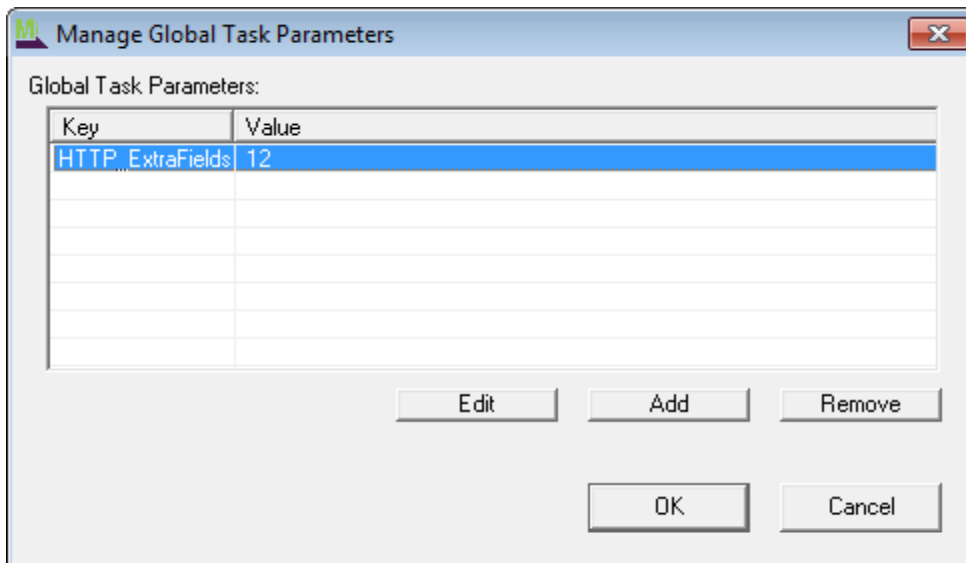 Manage Global Task Parameters
Global Task Parameters:
Key Value
HTTP_ExtraFields 12
Edit Add Remove
OK Cancel